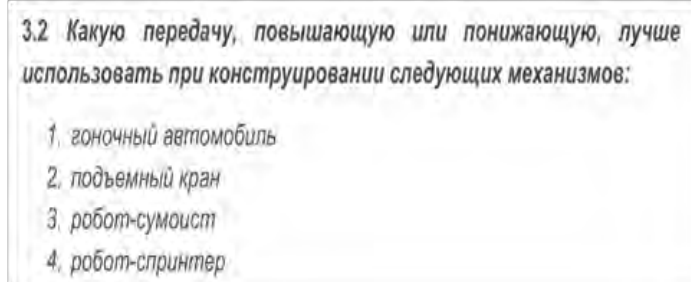 3.2 Какую передачу, повышающую или понижающую, лучше
использовать при конструировании следующих механизмов:
1. гоночный автомобиль
2. подъемный кран
3. робот-сумоист
4. робот-спринтер